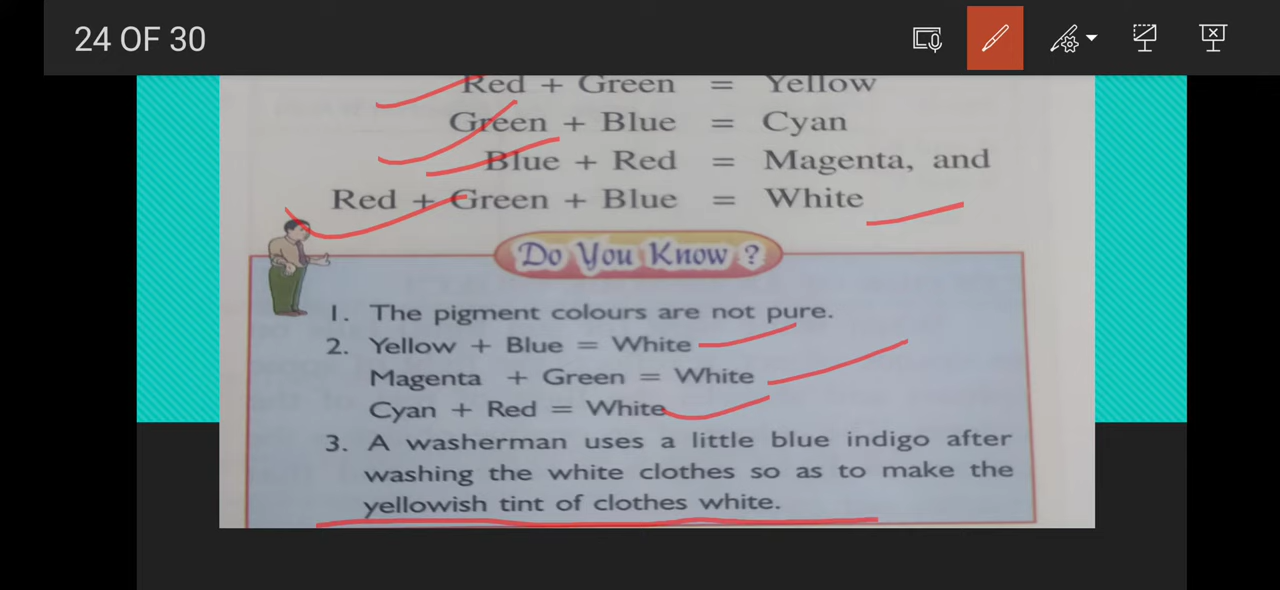 24 OF 30
Red + Green = Yellow
Green + Blue = Cyan
Blue + Red = Magenta, and
Red + Green + Blue = White
Do You Know ?
1. The pigment colours are not pure.
2. Yellow + Blue = White
Magenta + Green = White
Cyan + Red = White
3. A washerman uses a little blue indigo after
washing the white clothes so as to make the
yellowish tint of clothes white.